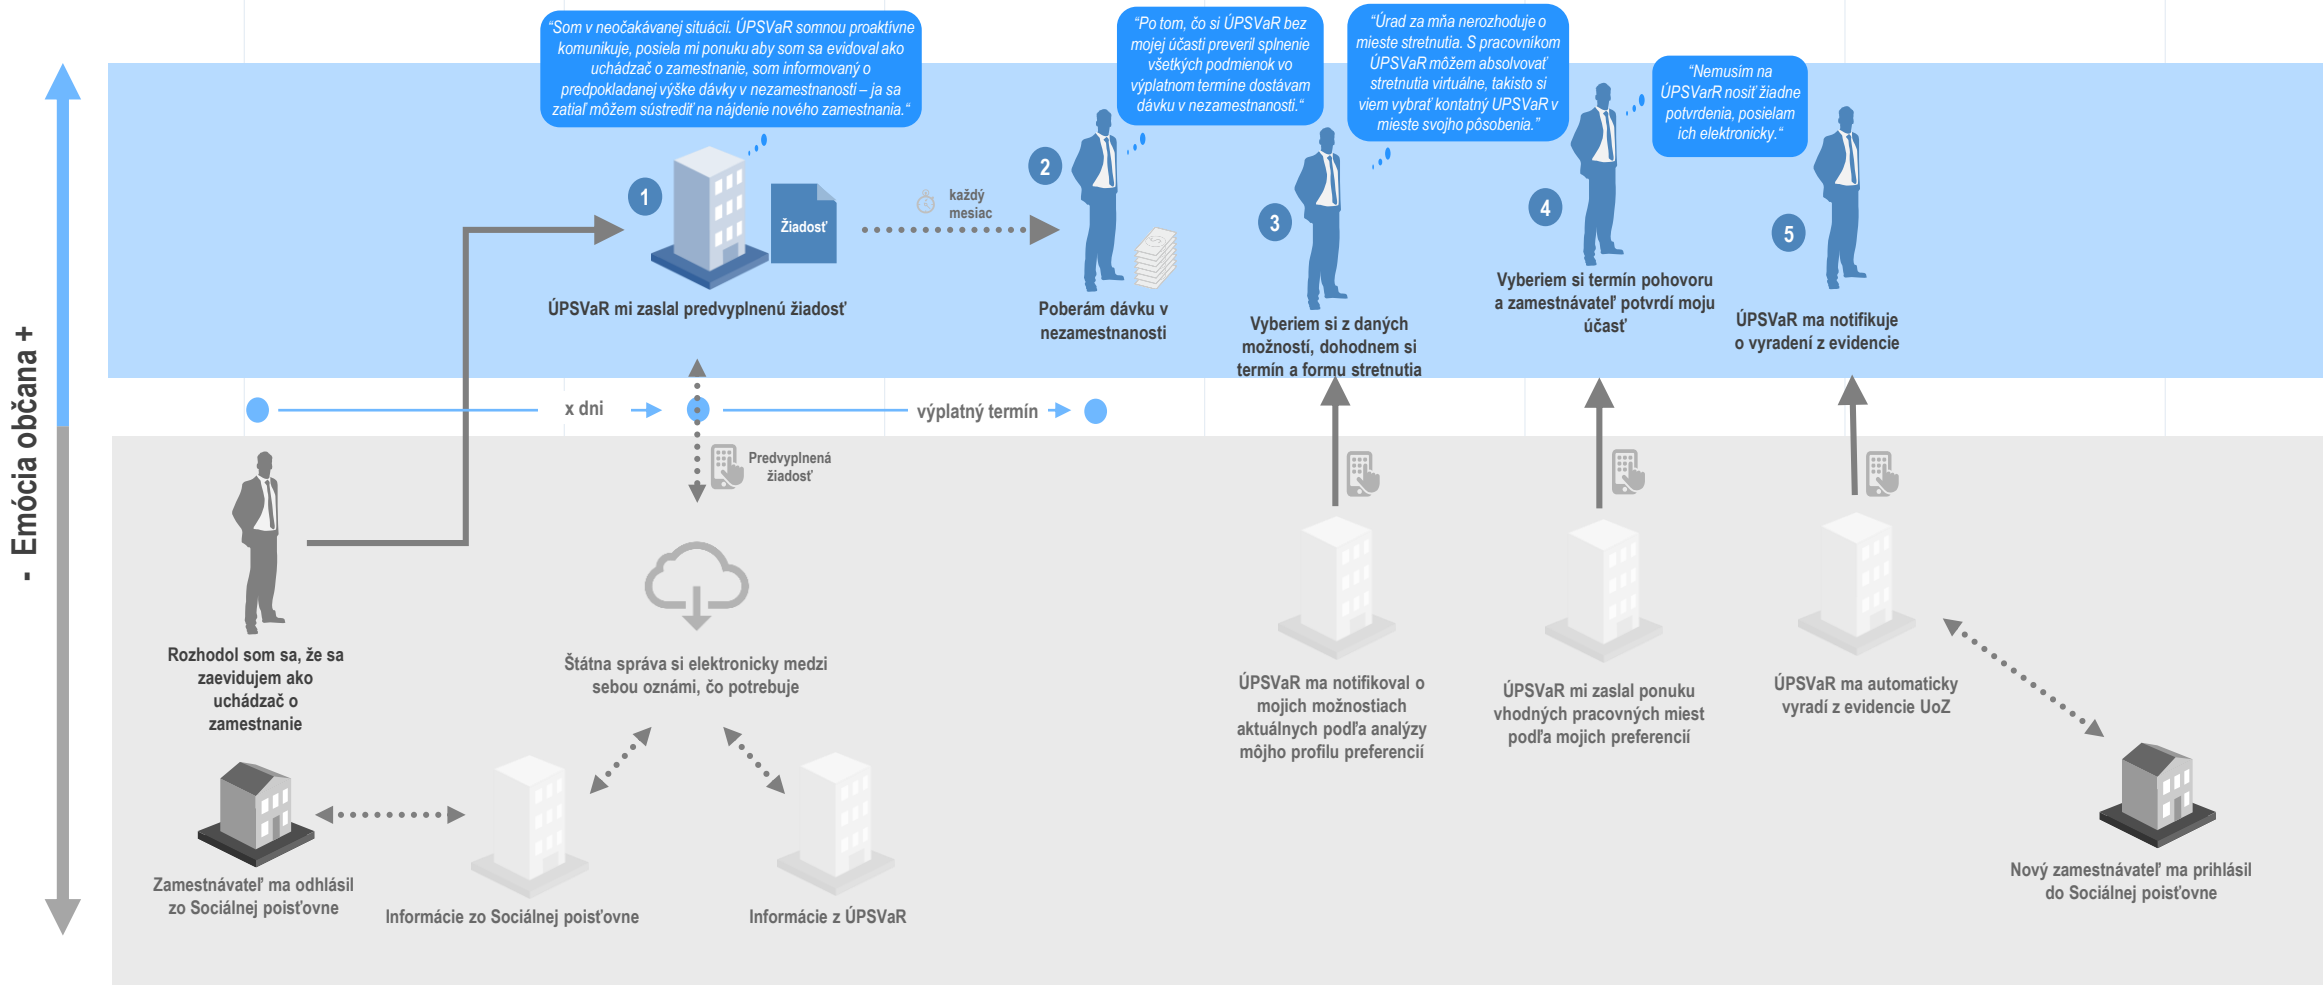 “Som v neočakávanej situácii. ÚPSVaR somnou proaktívne
komunikuje, posiela mi ponuku aby som sa evidoval ako
uchádzač o zamestnanie, som informovaný o
predpokladanej výške dávky v nezamestnanosti – ja sa
zatiaľ môžem sústrediť na nájdenie nového zamestnania.“
“Po tom, čo si ÚPSVaR bez
mojej účasti preveril splnenie
všetkých podmienok vo
výplatnom termíne dostávam
dávku v nezamestnanosti.“
“Úrad za mňa nerozhoduje o
mieste stretnutia. S pracovníkom
ÚPSVaR môžem absolvovať
stretnutia virtuálne, takisto si
viem vybrať kontatný UPSVaR v
mieste svojho pôsobenia.”
“Nemusím na
ÚPSVarR nosiť žiadne
potvrdenia, posielam
ich elektronicky.“
1
Žiadosť
každý
mesiac
2
3
4
5
ÚPSVaR mi zaslal predvyplnenú žiadosť
Poberám dávku v
nezamestnanosti
Vyberiem si z daných
možností, dohodnem si
termín a formu stretnutia
Vyberiem si termín pohovoru
a zamestnávateľ potvrdí moju
účasť
ÚPSVaR ma notifikuje
o vyradení z evidencie
- Emócia občana +
x dni
výplatný termín
Predvyplnená
žiadosť
Rozhodol som sa, že sa
zaevidujem ako
uchádzač o
zamestnanie
Štátna správa si elektronicky medzi
sebou oznámi, čo potrebuje
ÚPSVaR ma notifikoval o
mojich možnostiach
aktuálnych podľa analýzy
môjho profilu preferencií
ÚPSVaR mi zaslal ponuku
vhodných pracovných miest
podľa mojich preferencií
ÚPSVaR ma automaticky
vyradí z evidencie UoZ
Zamestnávateľ ma odhlásil
zo Sociálnej poisťovne
Informácie zo Sociálnej poisťovne
Informácie z ÚPSVaR
Nový zamestnávateľ ma prihlásil
do Sociálnej poisťovne